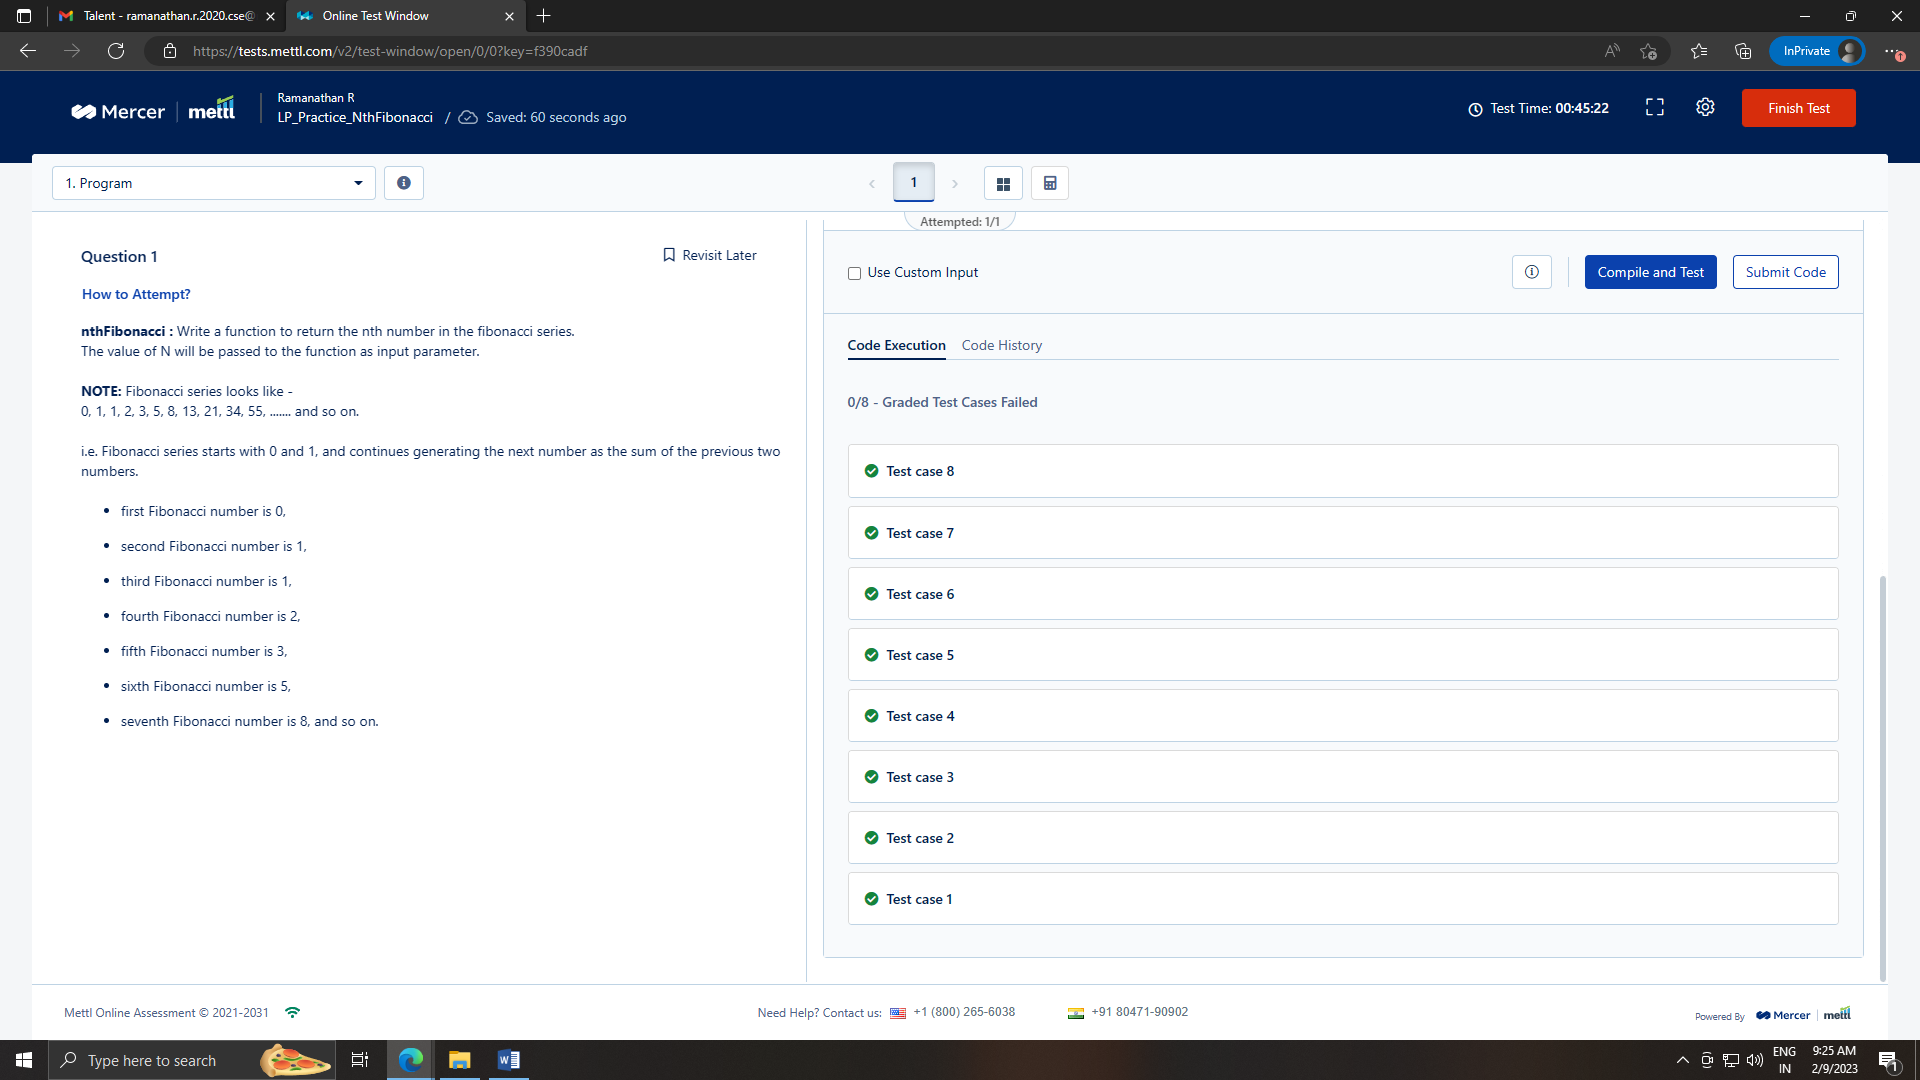 Talent - ramanathan.r.2020.cse@
Online Test Window
https://tests.mettl.com/v2/test-window/open/0/0?key=f390cadf
InPrivate
Mercer | mettl
Ramanathan R
LP_Practice_NthFibonacci / Saved: 60 seconds ago
Test Time: 00:45:22
Finish Test
1. Program
1
Attempted: 1/1
Question 1
Revisit Later
How to Attempt?
nthFibonacci : Write a function to return the nth number in the fibonacci series.
The value of N will be passed to the function as input parameter.
NOTE: Fibonacci series looks like -
0, 1, 1, 2, 3, 5, 8, 13, 21, 34, 55, ....... and so on.
i.e. Fibonacci series starts with 0 and 1, and continues generating the next number as the sum of the previous two
numbers.
• first Fibonacci number is 0,
• second Fibonacci number is 1,
• third Fibonacci number is 1,
• fourth Fibonacci number is 2,
• fifth Fibonacci number is 3,
• sixth Fibonacci number is 5,
• seventh Fibonacci number is 8, and so on.
Use Custom Input
Compile and Test
Submit Code
Code Execution
Code History
0/8 - Graded Test Cases Failed
Test case 8
Test case 7
Test case 6
Test case 5
Test case 4
Test case 3
Test case 2
Test case 1
Mettl Online Assessment © 2021-2031
Need Help? Contact us: +1 (800) 265-6038
+91 80471-90902
Powered By Mercer | mettl
Type here to search
ENG
IN
9:25 AM
2/9/2023
1